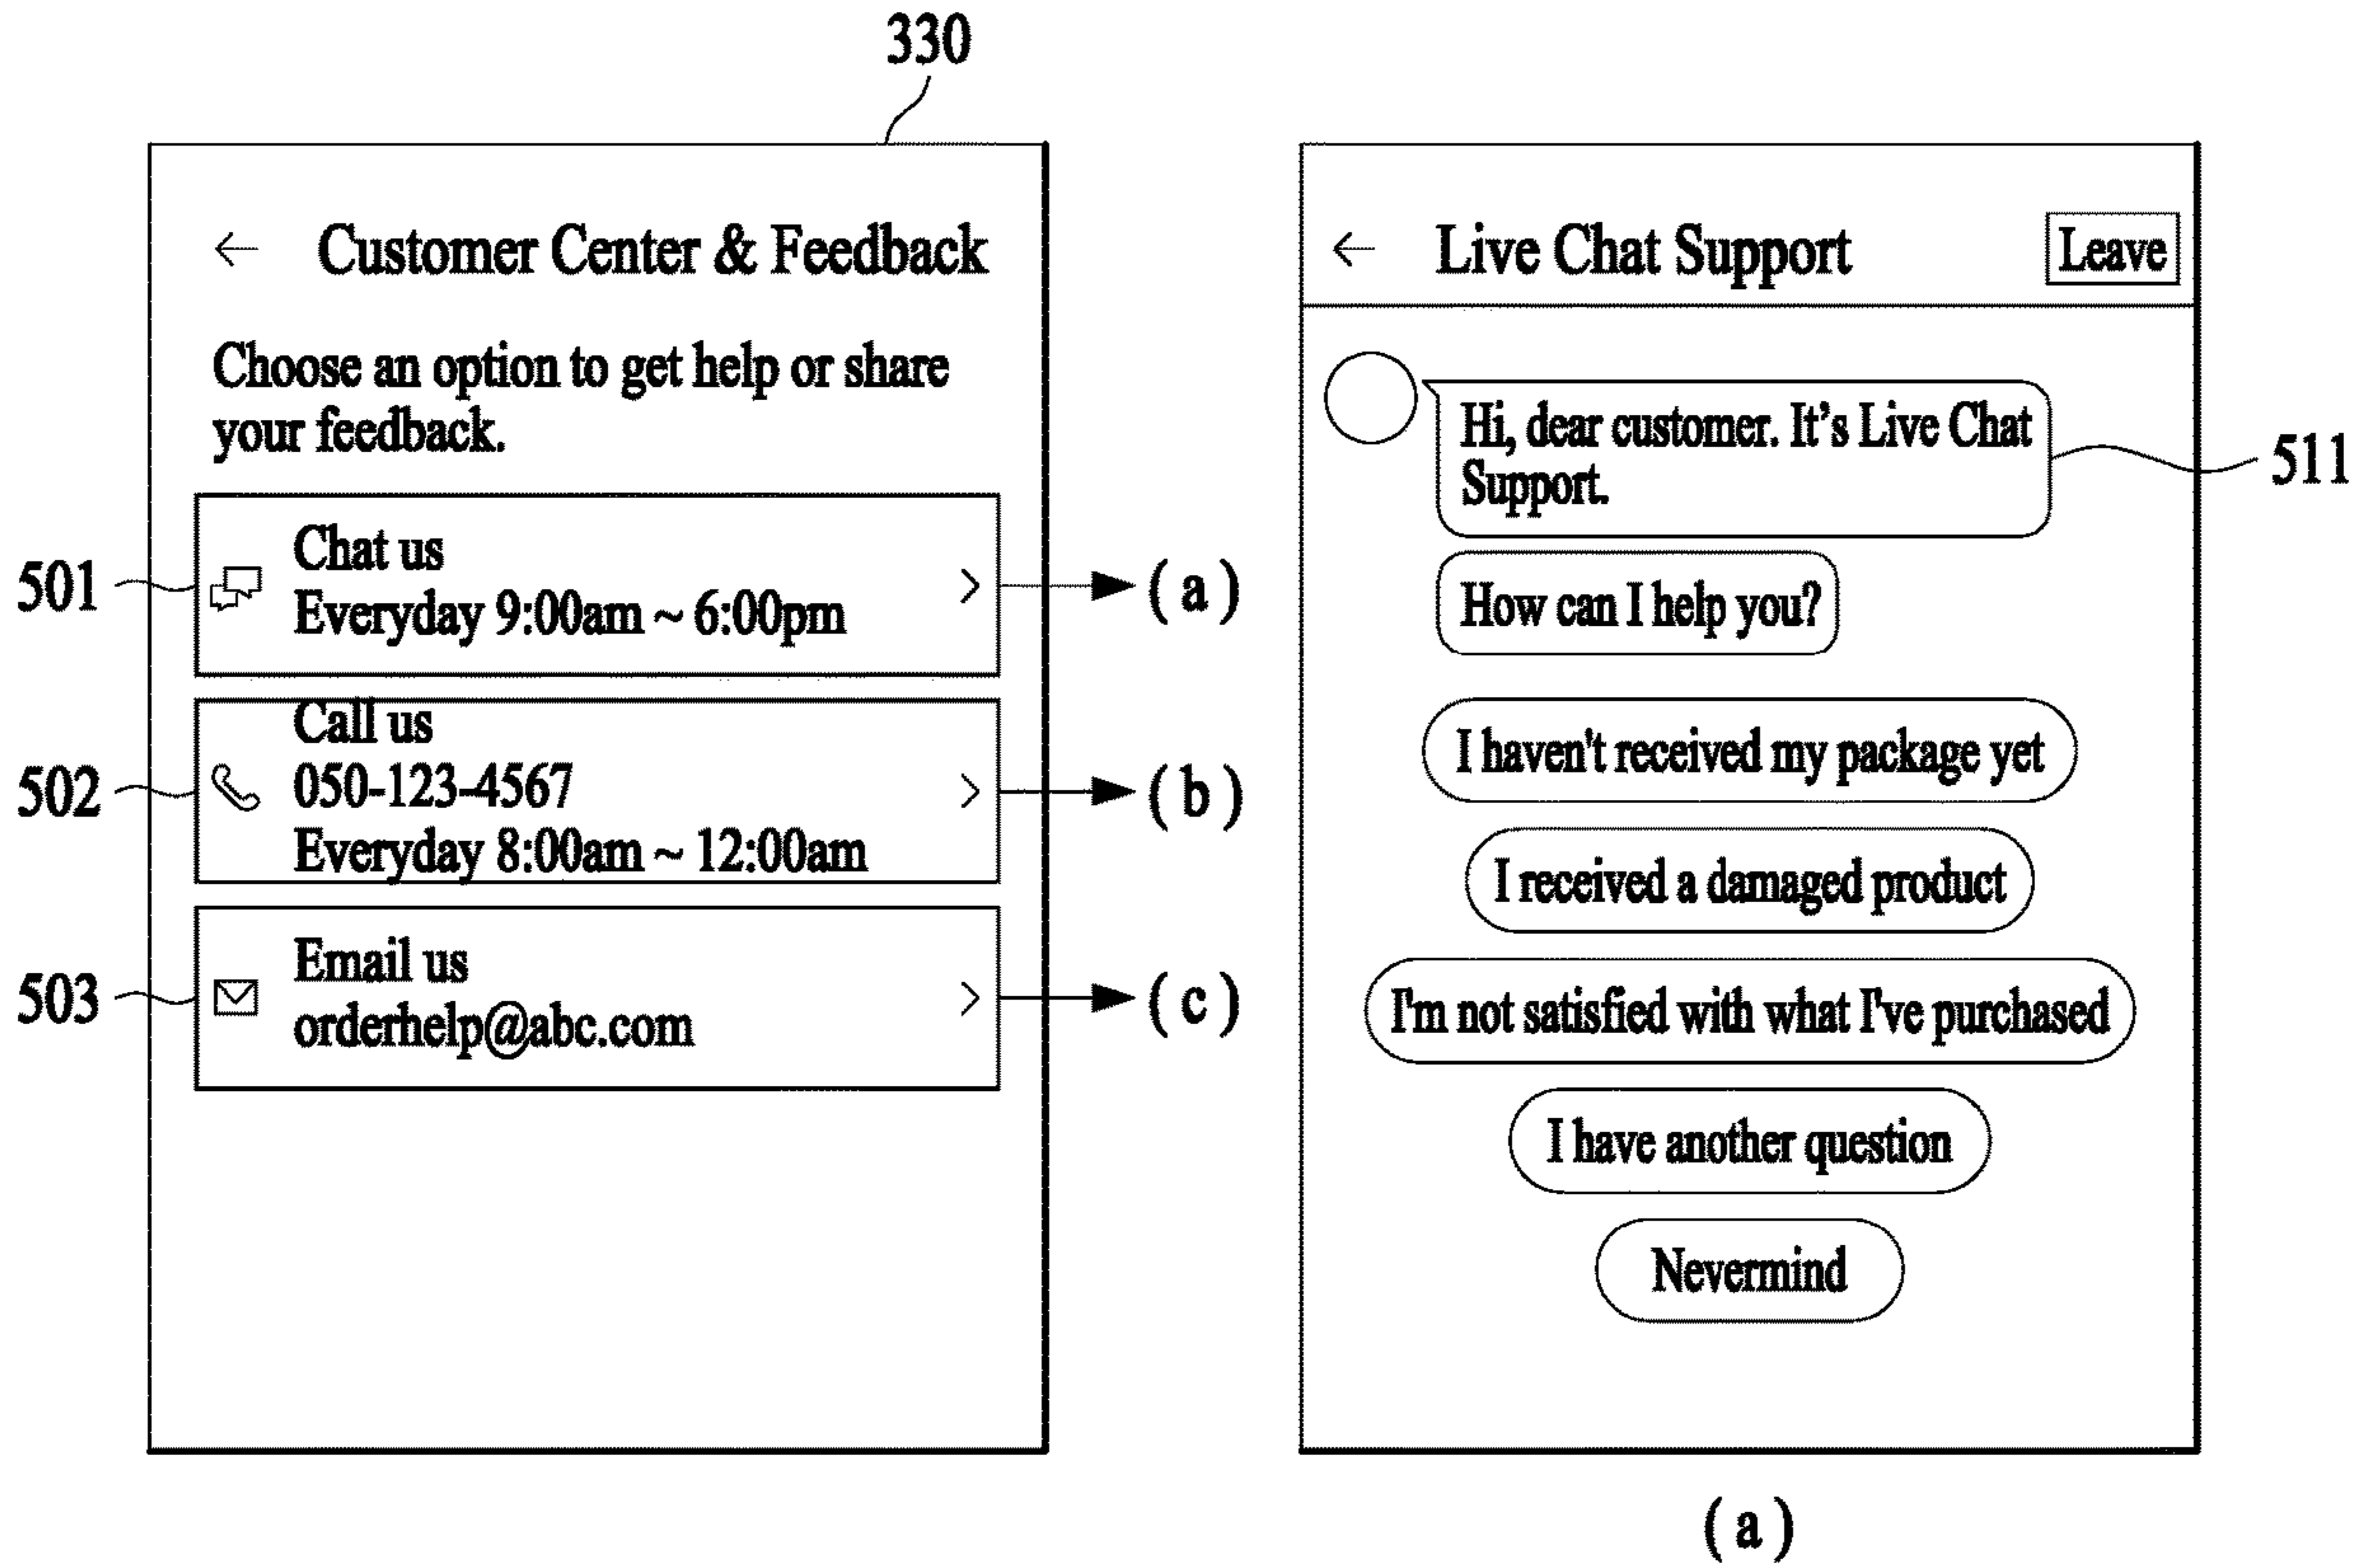 330
Customer Center & Feedback
Choose an option to get help or share
your feedback.
501
Chat us
Everyday 9:00am ~ 6:00pm
( a )
502
Call us
050-123-4567
Everyday 8:00am ~ 12:00am
( b )
503
Email us
orderhelp@abc.com
( c )
Live Chat Support
Leave
Hi, dear customer. It’s Live Chat
Support.
511
How can I help you?
I haven't received my package yet
I received a damaged product
I'm not satisfied with what I've purchased
I have another question
Nevermind
( a )